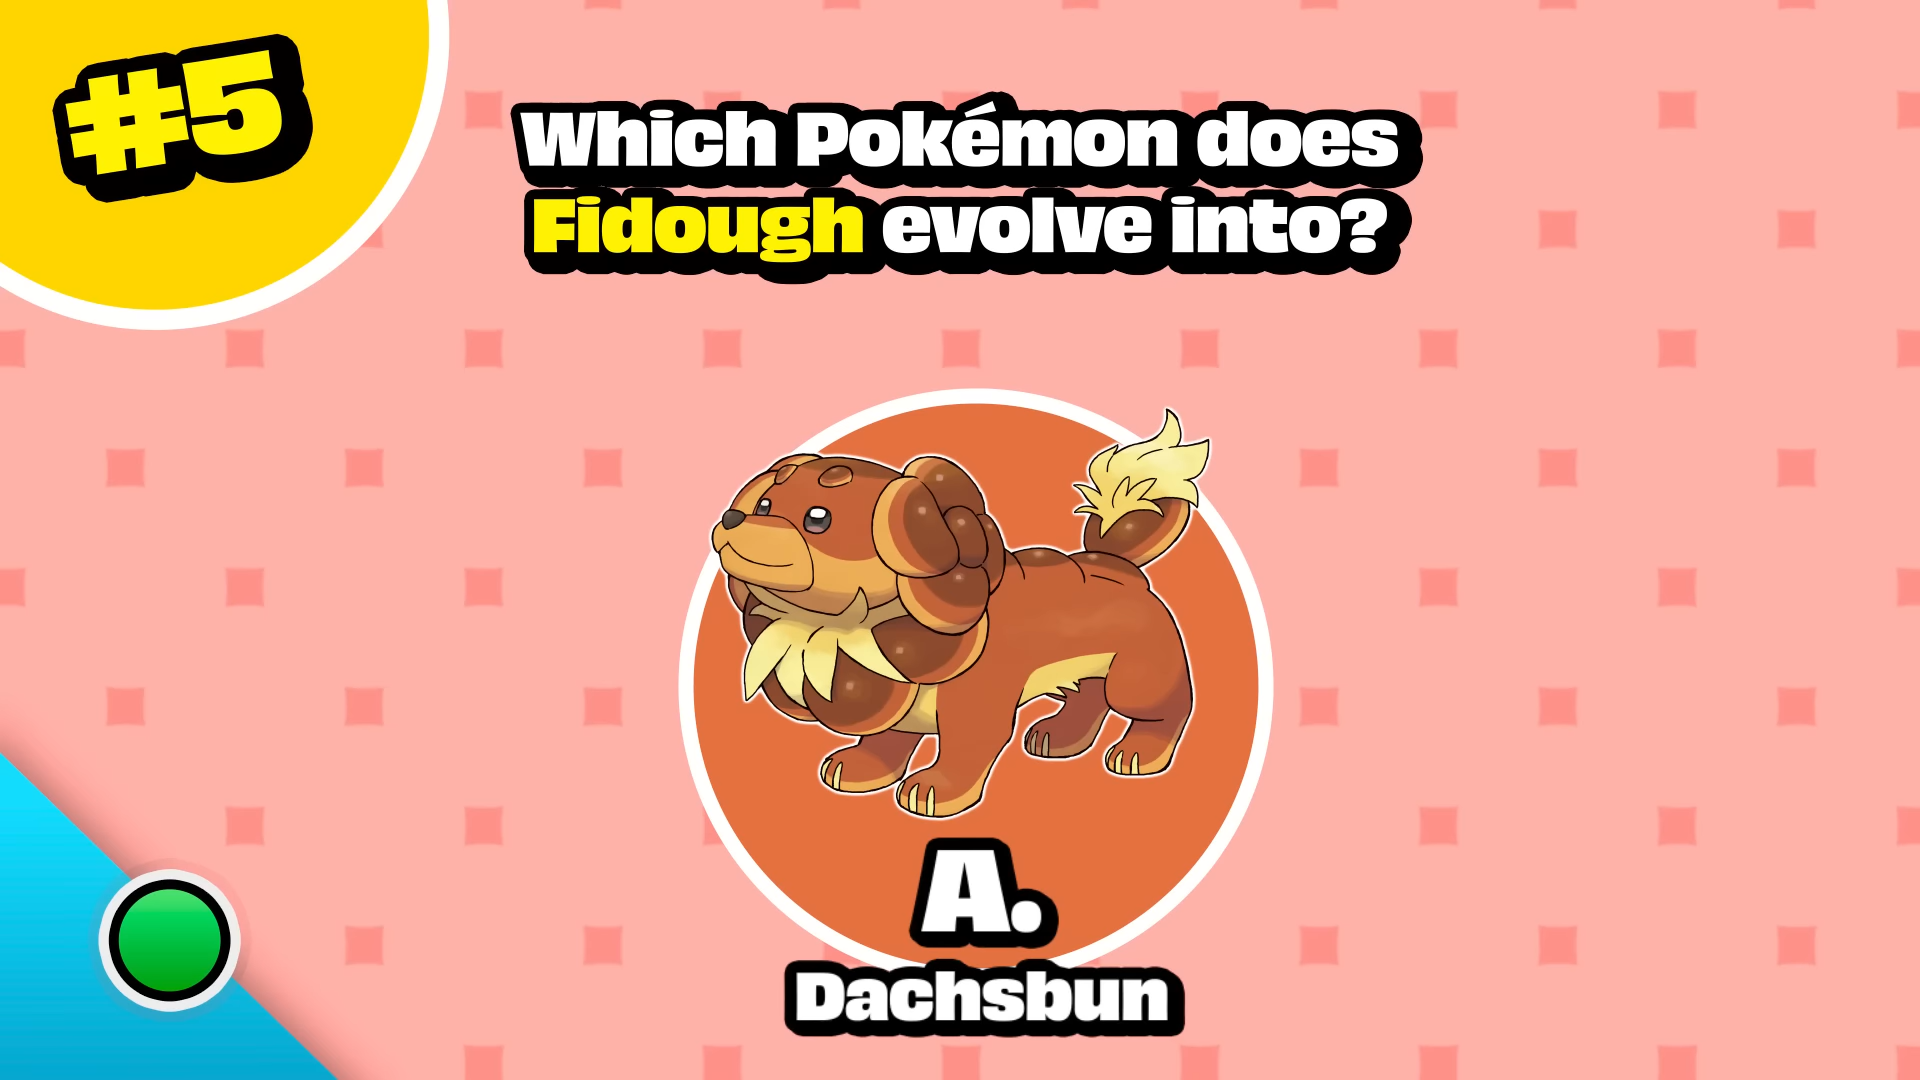 #5
Which Pokémon does
Fidough evolve into?
A.
Dachsbun